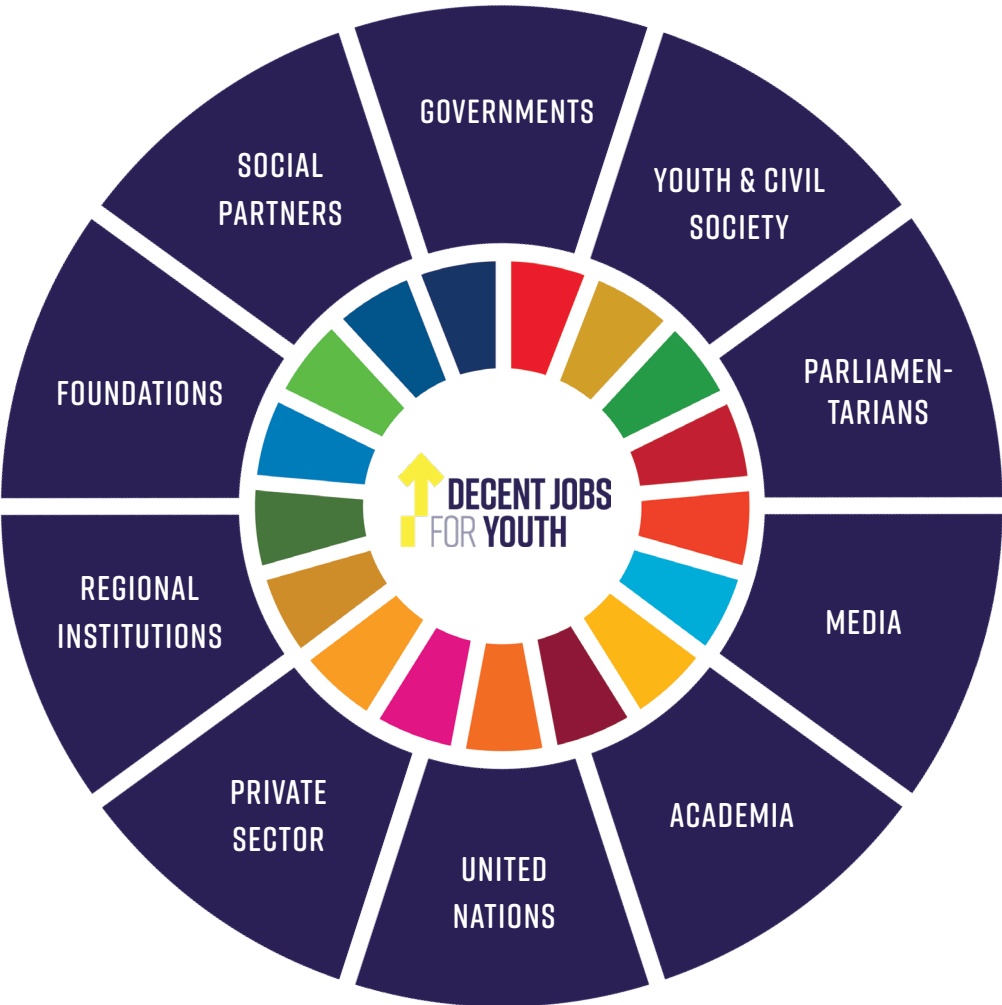 GOVERNMENTS
YOUTH & CIVIL
SOCIETY
PARLIAMEN-
TARIANS
MEDIA
ACADEMIA
UNITED
NATIONS
PRIVATE
SECTOR
REGIONAL
INSTITUTIONS
FOUNDATIONS
SOCIAL
PARTNERS
DECENT JOBS
FOR YOUTH